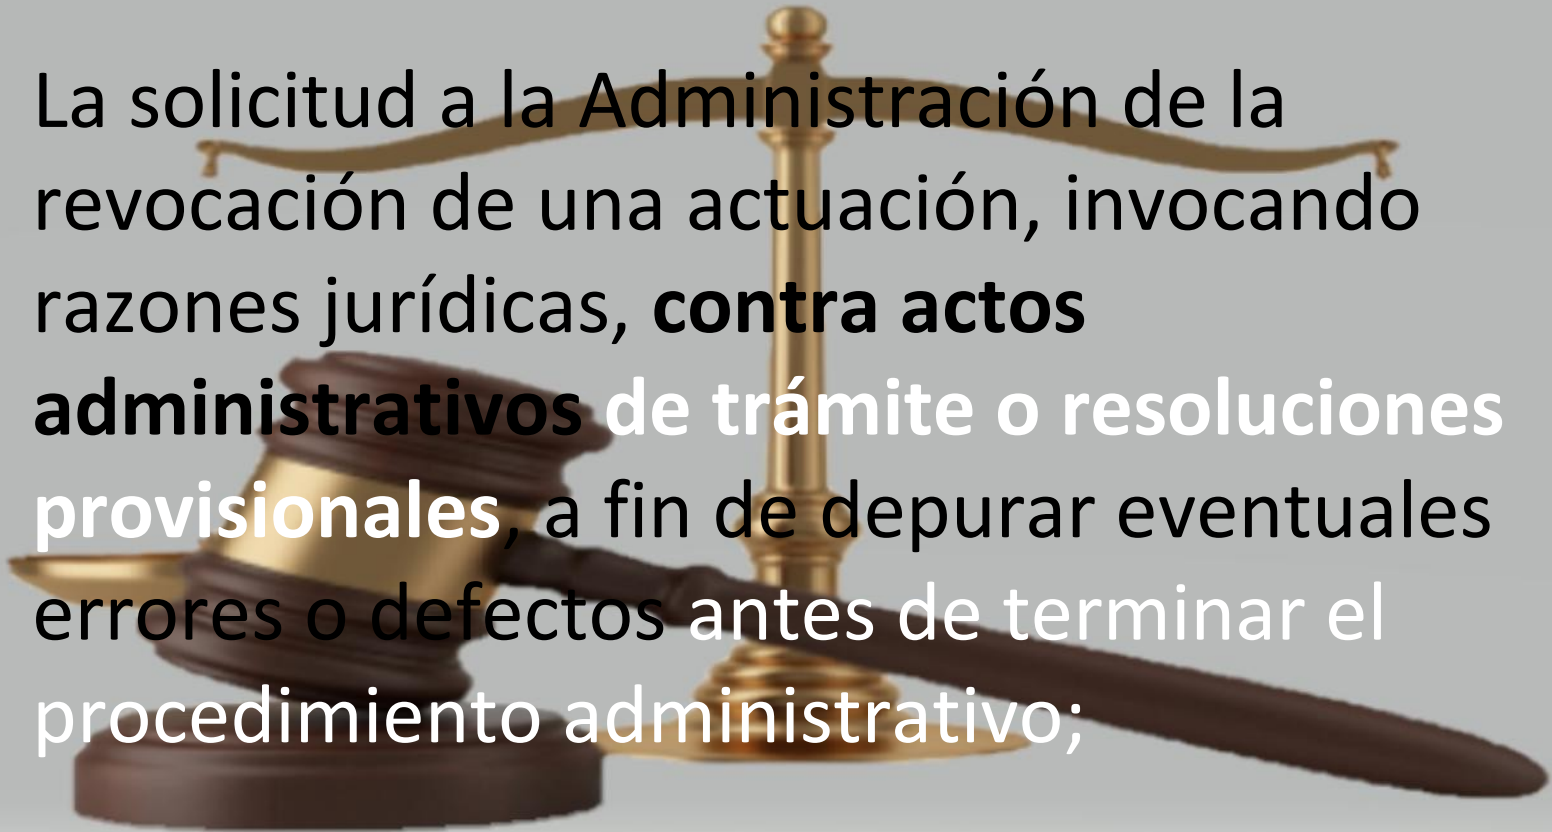 La solicitud a la Administración de la
revocación de una actuación, invocando
razones jurídicas, contra actos
administrativos de trámite o resoluciones
provisionales, a fin de depurar eventuales
errores o defectos antes de terminar el
procedimiento administrativo;